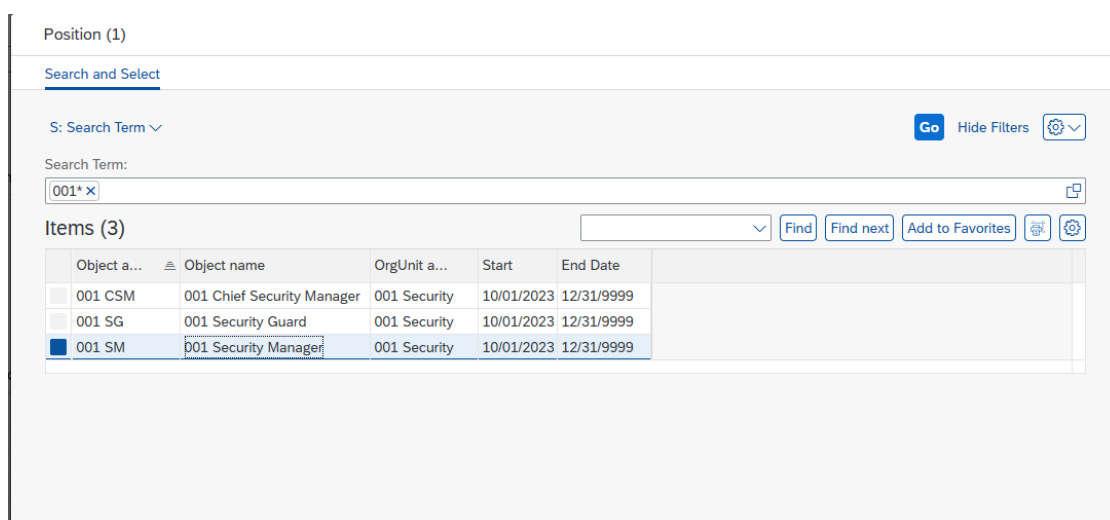 Position (1)
Search and Select
S: Search Term
Go Hide Filters
Search Term:
001*
Items (3)
Find Find next Add to Favorites
Object a... Object name OrgUnit a... Start End Date
001 CSM 001 Chief Security Manager 001 Security 10/01/2023 12/31/9999
001 SG 001 Security Guard 001 Security 10/01/2023 12/31/9999
001 SM 001 Security Manager 001 Security 10/01/2023 12/31/9999